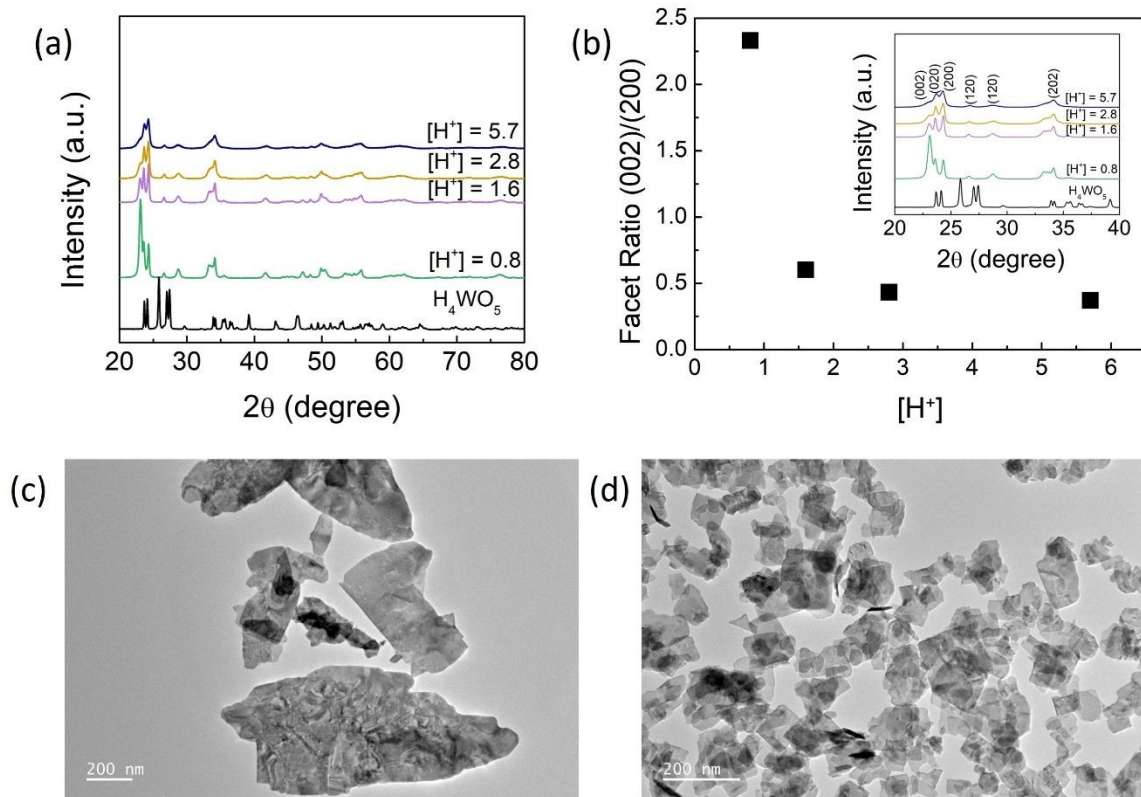 (a)
Intensity (a.u.)
[H⁺] = 5.7
[H⁺] = 2.8
[H⁺] = 1.6
[H⁺] = 0.8
H₄WO₅
20 30 40 50 60 70 80
2θ (degree)
(b)
Facet Ratio (002)/(200)
2.5
2.0
1.5
1.0
0.5
0.0
0 1 2 3 4 5 6
[H⁺]
Intensity (a.u.)
(002) (020) (200) (120) (120) (202)
[H⁺] = 5.7
[H⁺] = 2.8
[H⁺] = 1.6
[H⁺] = 0.8
H₄WO₅
20 25 30 35 40
2θ (degree)
(c)
200 nm
(d)
200 nm